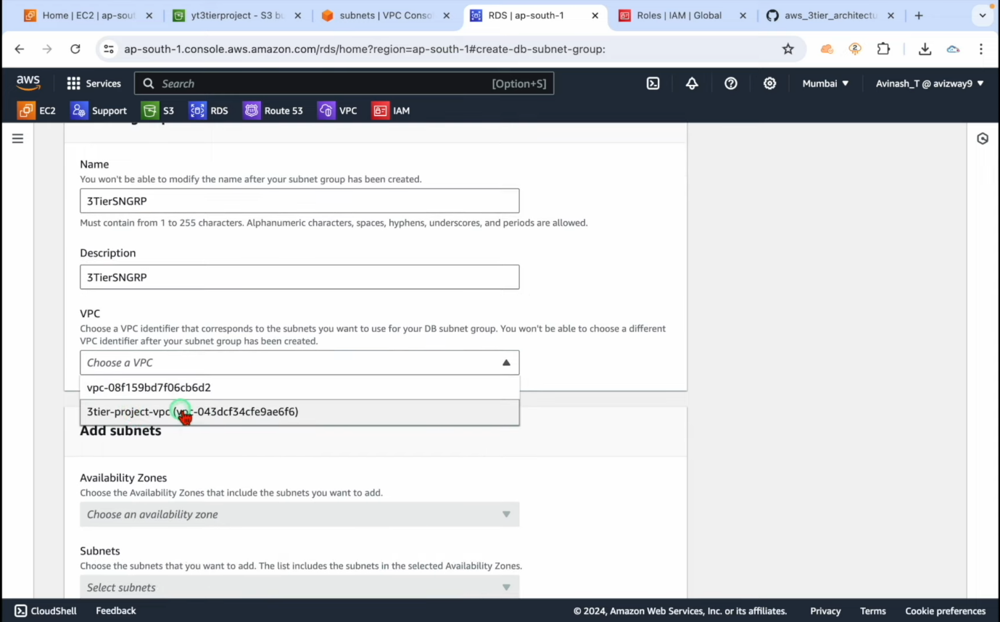 Home | EC2 | ap-sout
yt3tierproject - S3 bu
subnets | VPC Conso
RDS | ap-south-1
Roles | IAM | Global
aws_3tier_architectu
ap-south-1.console.aws.amazon.com/rds/home?region=ap-south-1#create-db-subnet-group:
2
aws
Services
Search
[Option+S]
Mumbai
Avinash_T @ avizway9
EC2
Support
S3
RDS
Route 53
VPC
IAM
Name
You won't be able to modify the name after your subnet group has been created.
3TierSNGRP
Must contain from 1 to 255 characters. Alphanumeric characters, spaces, hyphens, underscores, and periods are allowed.
Description
3TierSNGRP
VPC
Choose a VPC identifier that corresponds to the subnets you want to use for your DB subnet group. You won't be able to choose a different
VPC identifier after your subnet group has been created.
Choose a VPC
vpc-08f159bd7f06cb6d2
3tier-project-vpc (vpc-043dcf34cfe9ae6f6)
Add subnets
Availability Zones
Choose the Availability Zones that include the subnets you want to add.
Choose an availability zone
Subnets
Choose the subnets that you want to add. The list includes the subnets in the selected Availability Zones.
Select subnets
CloudShell
Feedback
© 2024, Amazon Web Services, Inc. or its affiliates.
Privacy
Terms
Cookie preferences